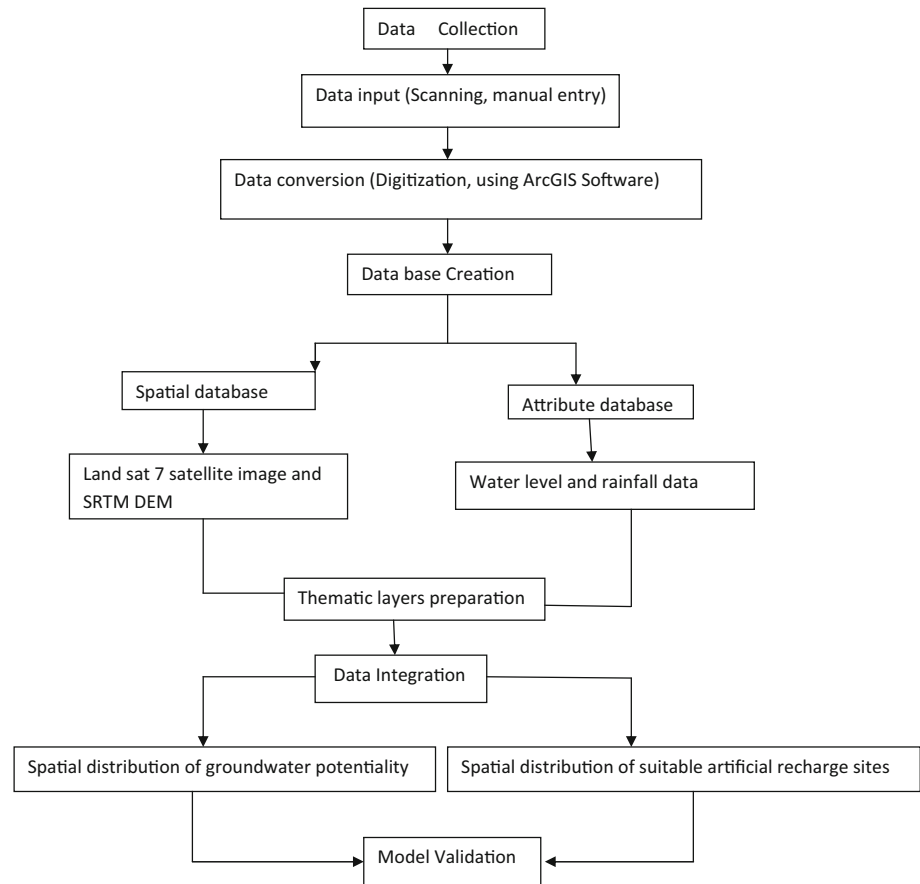 Data Collection
Data input (Scanning, manual entry)
Data conversion (Digitization, using ArcGIS Software)
Data base Creation
Spatial database
Attribute database
Land sat 7 satellite image and
SRTM DEM
Water level and rainfall data
Thematic layers preparation
Data Integration
Spatial distribution of groundwater potentiality
Spatial distribution of suitable artificial recharge sites
Model Validation